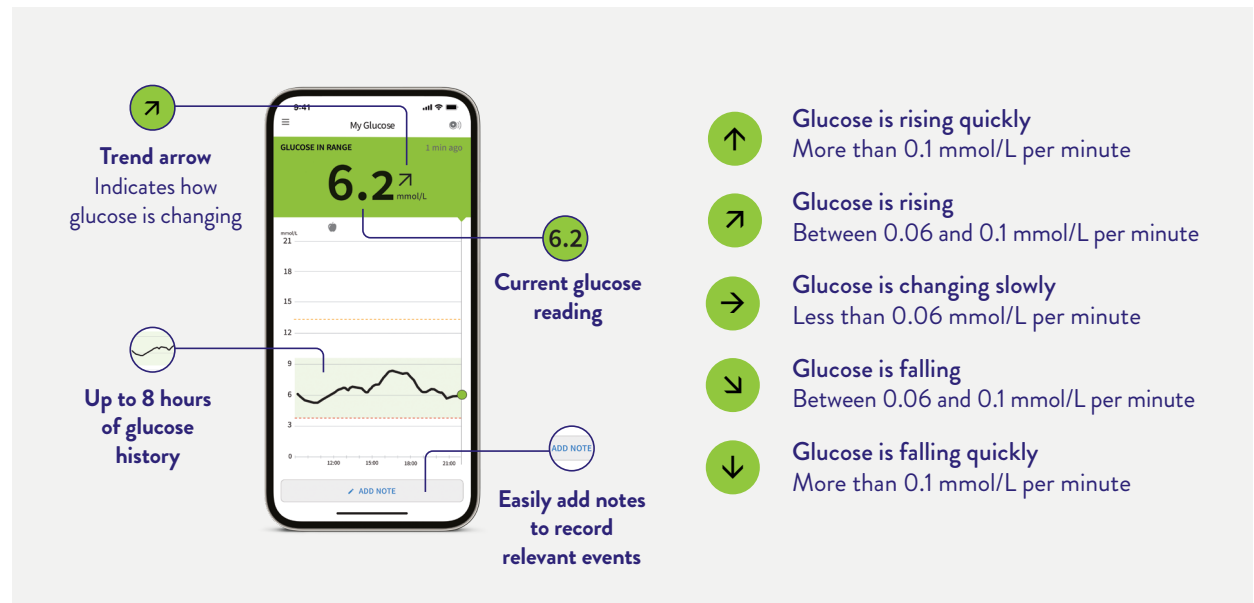 Trend arrow
Indicates how
glucose is changing
Up to 8 hours
of glucose
history
9:41
My Glucose
GLUCOSE IN RANGE
1 min ago
6.2
mmol/L
mmol/L
21
18
15
12
9
6
3
0
12:00 15:00 18:00 21:00
ADD NOTE
6.2
Current glucose
reading
ADD NOTE
Easily add notes
to record
relevant events
Glucose is rising quickly
More than 0.1 mmol/L per minute
Glucose is rising
Between 0.06 and 0.1 mmol/L per minute
Glucose is changing slowly
Less than 0.06 mmol/L per minute
Glucose is falling
Between 0.06 and 0.1 mmol/L per minute
Glucose is falling quickly
More than 0.1 mmol/L per minute